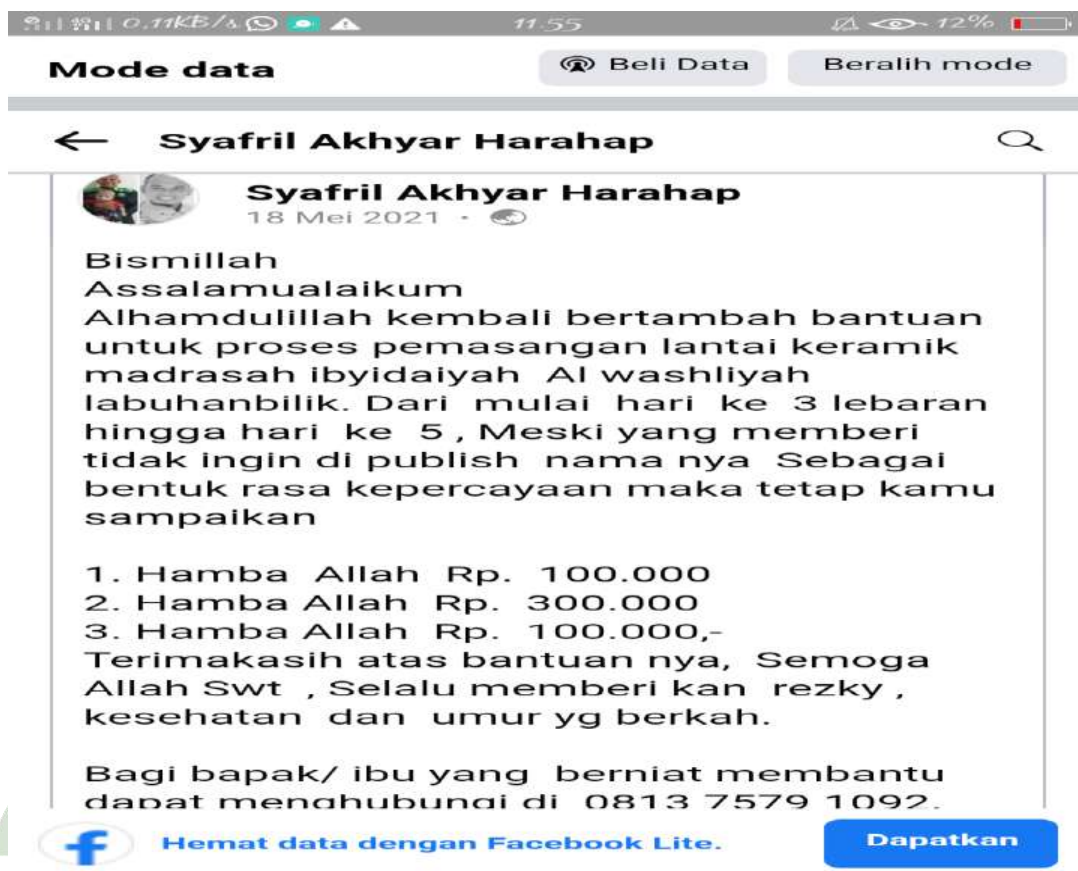 0,11KB/s 11.55 12%
Mode data Beli Data Beralih mode
Syafril Akhyar Harahap
Syafril Akhyar Harahap
18 Mei 2021 ·
Bismillah
Assalamualaikum
Alhamdulillah kembali bertambah bantuan
untuk proses pemasangan lantai keramik
madrasah ibyidaiyah Al washliyah
labuhanbilik. Dari mulai hari ke 3 lebaran
hingga hari ke 5 , Meski yang memberi
tidak ingin di publish nama nya Sebagai
bentuk rasa kepercayaan maka tetap kamu
sampaikan
1. Hamba Allah Rp. 100.000
2. Hamba Allah Rp. 300.000
3. Hamba Allah Rp. 100.000,-
Terimakasih atas bantuan nya, Semoga
Allah Swt , Selalu memberi kan rezky ,
kesehatan dan umur yg berkah.
Bagi bapak/ ibu yang berniat membantu
dapat menghubungi di 0813 7579 1092.
Hemat data dengan Facebook Lite. Dapatkan